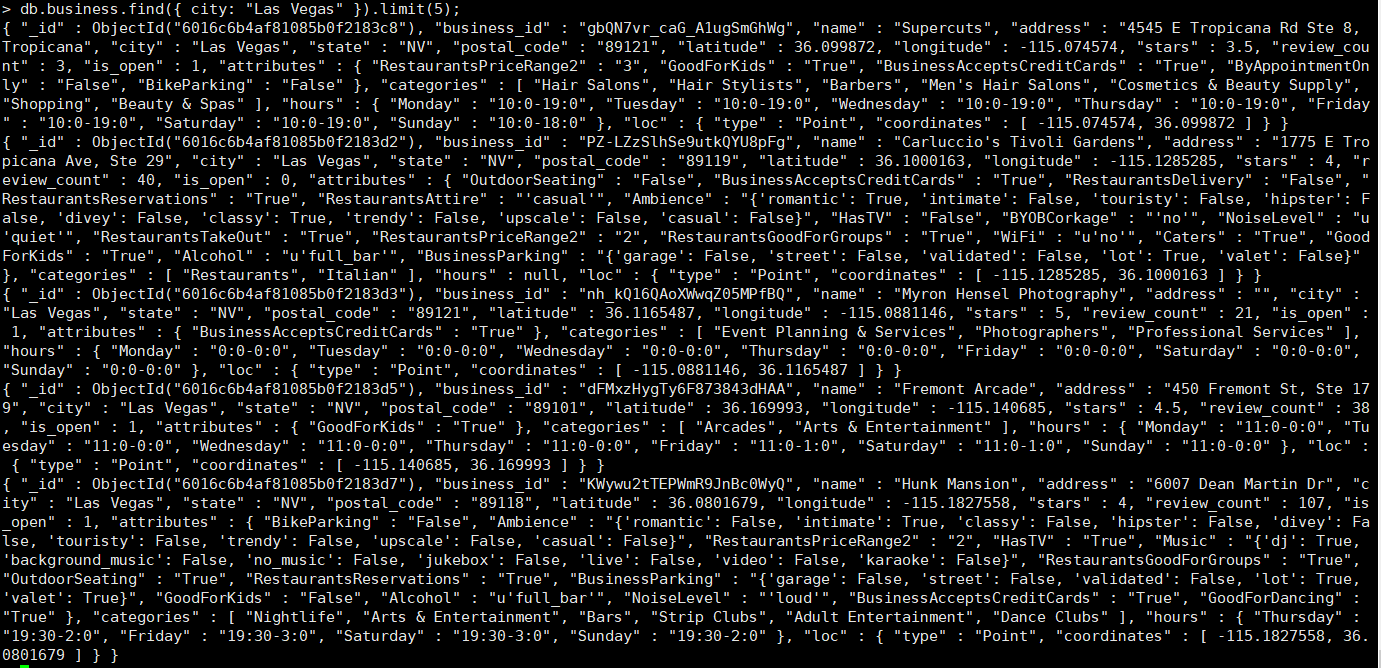 > db.business.find({ city: "Las Vegas" }).limit(5);
{ "_id" : ObjectId("6016c6b4af81085b0f2183c8"), "business_id" : "gbQN7vr_caG_A1ugSmGhWg", "name" : "Supercuts", "address" : "4545 E Tropicana Rd Ste 8,
Tropicana", "city" : "Las Vegas", "state" : "NV", "postal_code" : "89121", "latitude" : 36.099872, "longitude" : -115.074574, "stars" : 3.5, "review_cou
nt" : 3, "is_open" : 1, "attributes" : { "RestaurantsPriceRange2" : "3", "GoodForKids" : "True", "BusinessAcceptsCreditCards" : "True", "ByAppointmentOn
ly" : "False", "BikeParking" : "False" }, "categories" : [ "Hair Salons", "Hair Stylists", "Barbers", "Men's Hair Salons", "Cosmetics & Beauty Supply",
"Shopping", "Beauty & Spas" ], "hours" : { "Monday" : "10:0-19:0", "Tuesday" : "10:0-19:0", "Wednesday" : "10:0-19:0", "Thursday" : "10:0-19:0", "Friday
" : "10:0-19:0", "Saturday" : "10:0-19:0", "Sunday" : "10:0-18:0" }, "loc" : { "type" : "Point", "coordinates" : [ -115.074574, 36.099872 ] } }
{ "_id" : ObjectId("6016c6b4af81085b0f2183d2"), "business_id" : "PZ-LZzSlhSe9utkQYU8pFg", "name" : "Carluccio's Tivoli Gardens", "address" : "1775 E Tro
picana Ave, Ste 29", "city" : "Las Vegas", "state" : "NV", "postal_code" : "89119", "latitude" : 36.1000163, "longitude" : -115.1285285, "stars" : 4, "r
eview_count" : 40, "is_open" : 0, "attributes" : { "OutdoorSeating" : "False", "BusinessAcceptsCreditCards" : "True", "RestaurantsDelivery" : "False", "
RestaurantsReservations" : "True", "RestaurantsAttire" : "'casual'", "Ambience" : "{'romantic': True, 'intimate': False, 'touristy': False, 'hipster': F
alse, 'divey': False, 'classy': True, 'trendy': False, 'upscale': False, 'casual': False}", "HasTV" : "False", "BYOBCorkage" : "'no'", "NoiseLevel" : "u
'quiet'", "RestaurantsTakeOut" : "True", "RestaurantsPriceRange2" : "2", "RestaurantsGoodForGroups" : "True", "WiFi" : "u'no'", "Caters" : "True", "Good
ForKids" : "True", "Alcohol" : "u'full_bar'", "BusinessParking" : "{'garage': False, 'street': False, 'validated': False, 'lot': True, 'valet': False}"
}, "categories" : [ "Restaurants", "Italian" ], "hours" : null, "loc" : { "type" : "Point", "coordinates" : [ -115.1285285, 36.1000163 ] } }
{ "_id" : ObjectId("6016c6b4af81085b0f2183d3"), "business_id" : "nh_kQ16QAoXWwqZ05MPfBQ", "name" : "Myron Hensel Photography", "address" : "", "city" :
"Las Vegas", "state" : "NV", "postal_code" : "89121", "latitude" : 36.1165487, "longitude" : -115.0881146, "stars" : 5, "review_count" : 21, "is_open" :
 1, "attributes" : { "BusinessAcceptsCreditCards" : "True" }, "categories" : [ "Event Planning & Services", "Photographers", "Professional Services" ],
"hours" : { "Monday" : "0:0-0:0", "Tuesday" : "0:0-0:0", "Wednesday" : "0:0-0:0", "Thursday" : "0:0-0:0", "Friday" : "0:0-0:0", "Saturday" : "0:0-0:0",
"Sunday" : "0:0-0:0" }, "loc" : { "type" : "Point", "coordinates" : [ -115.0881146, 36.1165487 ] } }
{ "_id" : ObjectId("6016c6b4af81085b0f2183d5"), "business_id" : "dFMxzHygTy6F873843dHAA", "name" : "Fremont Arcade", "address" : "450 Fremont St, Ste 17
9", "city" : "Las Vegas", "state" : "NV", "postal_code" : "89101", "latitude" : 36.169993, "longitude" : -115.140685, "stars" : 4.5, "review_count" : 38
, "is_open" : 1, "attributes" : { "GoodForKids" : "True" }, "categories" : [ "Arcades", "Arts & Entertainment" ], "hours" : { "Monday" : "11:0-0:0", "Tu
esday" : "11:0-0:0", "Wednesday" : "11:0-0:0", "Thursday" : "11:0-0:0", "Friday" : "11:0-1:0", "Saturday" : "11:0-1:0", "Sunday" : "11:0-0:0" }, "loc" :
 { "type" : "Point", "coordinates" : [ -115.140685, 36.169993 ] } }
{ "_id" : ObjectId("6016c6b4af81085b0f2183d7"), "business_id" : "KWywu2tTEPWmR9JnBc0WyQ", "name" : "Hunk Mansion", "address" : "6007 Dean Martin Dr", "c
ity" : "Las Vegas", "state" : "NV", "postal_code" : "89118", "latitude" : 36.0801679, "longitude" : -115.1827558, "stars" : 4, "review_count" : 107, "is
_open" : 1, "attributes" : { "BikeParking" : "False", "Ambience" : "{'romantic': False, 'intimate': True, 'classy': False, 'hipster': False, 'divey': Fa
lse, 'touristy': False, 'trendy': False, 'upscale': False, 'casual': False}", "RestaurantsPriceRange2" : "2", "HasTV" : "True", "Music" : "{'dj': True,
'background_music': False, 'no_music': False, 'jukebox': False, 'live': False, 'video': False, 'karaoke': False}", "RestaurantsGoodForGroups" : "True",
"OutdoorSeating" : "True", "RestaurantsReservations" : "True", "BusinessParking" : "{'garage': False, 'street': False, 'validated': False, 'lot': True,
'valet': True}", "GoodForKids" : "False", "Alcohol" : "u'full_bar'", "NoiseLevel" : "'loud'", "BusinessAcceptsCreditCards" : "True", "GoodForDancing" :
"True" }, "categories" : [ "Nightlife", "Arts & Entertainment", "Bars", "Strip Clubs", "Adult Entertainment", "Dance Clubs" ], "hours" : { "Thursday" :
"19:30-2:0", "Friday" : "19:30-3:0", "Saturday" : "19:30-3:0", "Sunday" : "19:30-2:0" }, "loc" : { "type" : "Point", "coordinates" : [ -115.1827558, 36.
0801679 ] } }